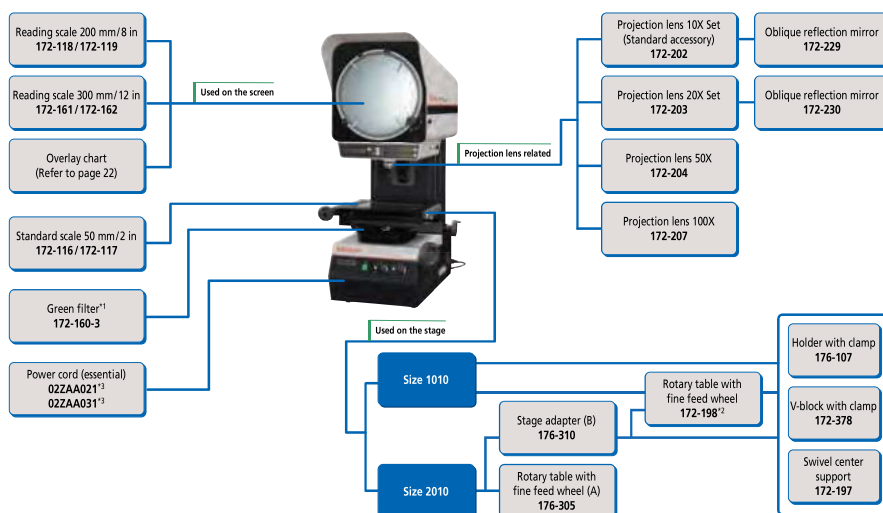 Reading scale 200 mm/8 in
172-118/172-119
Reading scale 300 mm/12 in
172-161/172-162
Overlay chart
(Refer to page 22)
Used on the screen
Standard scale 50 mm/2 in
172-116/172-117
Green filter*1
172-160-3
Power cord (essential)
02ZAA021*3
02ZAA031*3
Projection lens related
Projection lens 10X Set
(Standard accessory)
172-202
Oblique reflection mirror
172-229
Projection lens 20X Set
172-203
Oblique reflection mirror
172-230
Projection lens 50X
172-204
Projection lens 100X
172-207
Used on the stage
Size 1010
Size 2010
Stage adapter (B)
176-310
Rotary table with
fine feed wheel (A)
176-305
Rotary table with
fine feed wheel
172-198*2
Holder with clamp
176-107
V-block with clamp
172-378
Swivel center
support
172-197